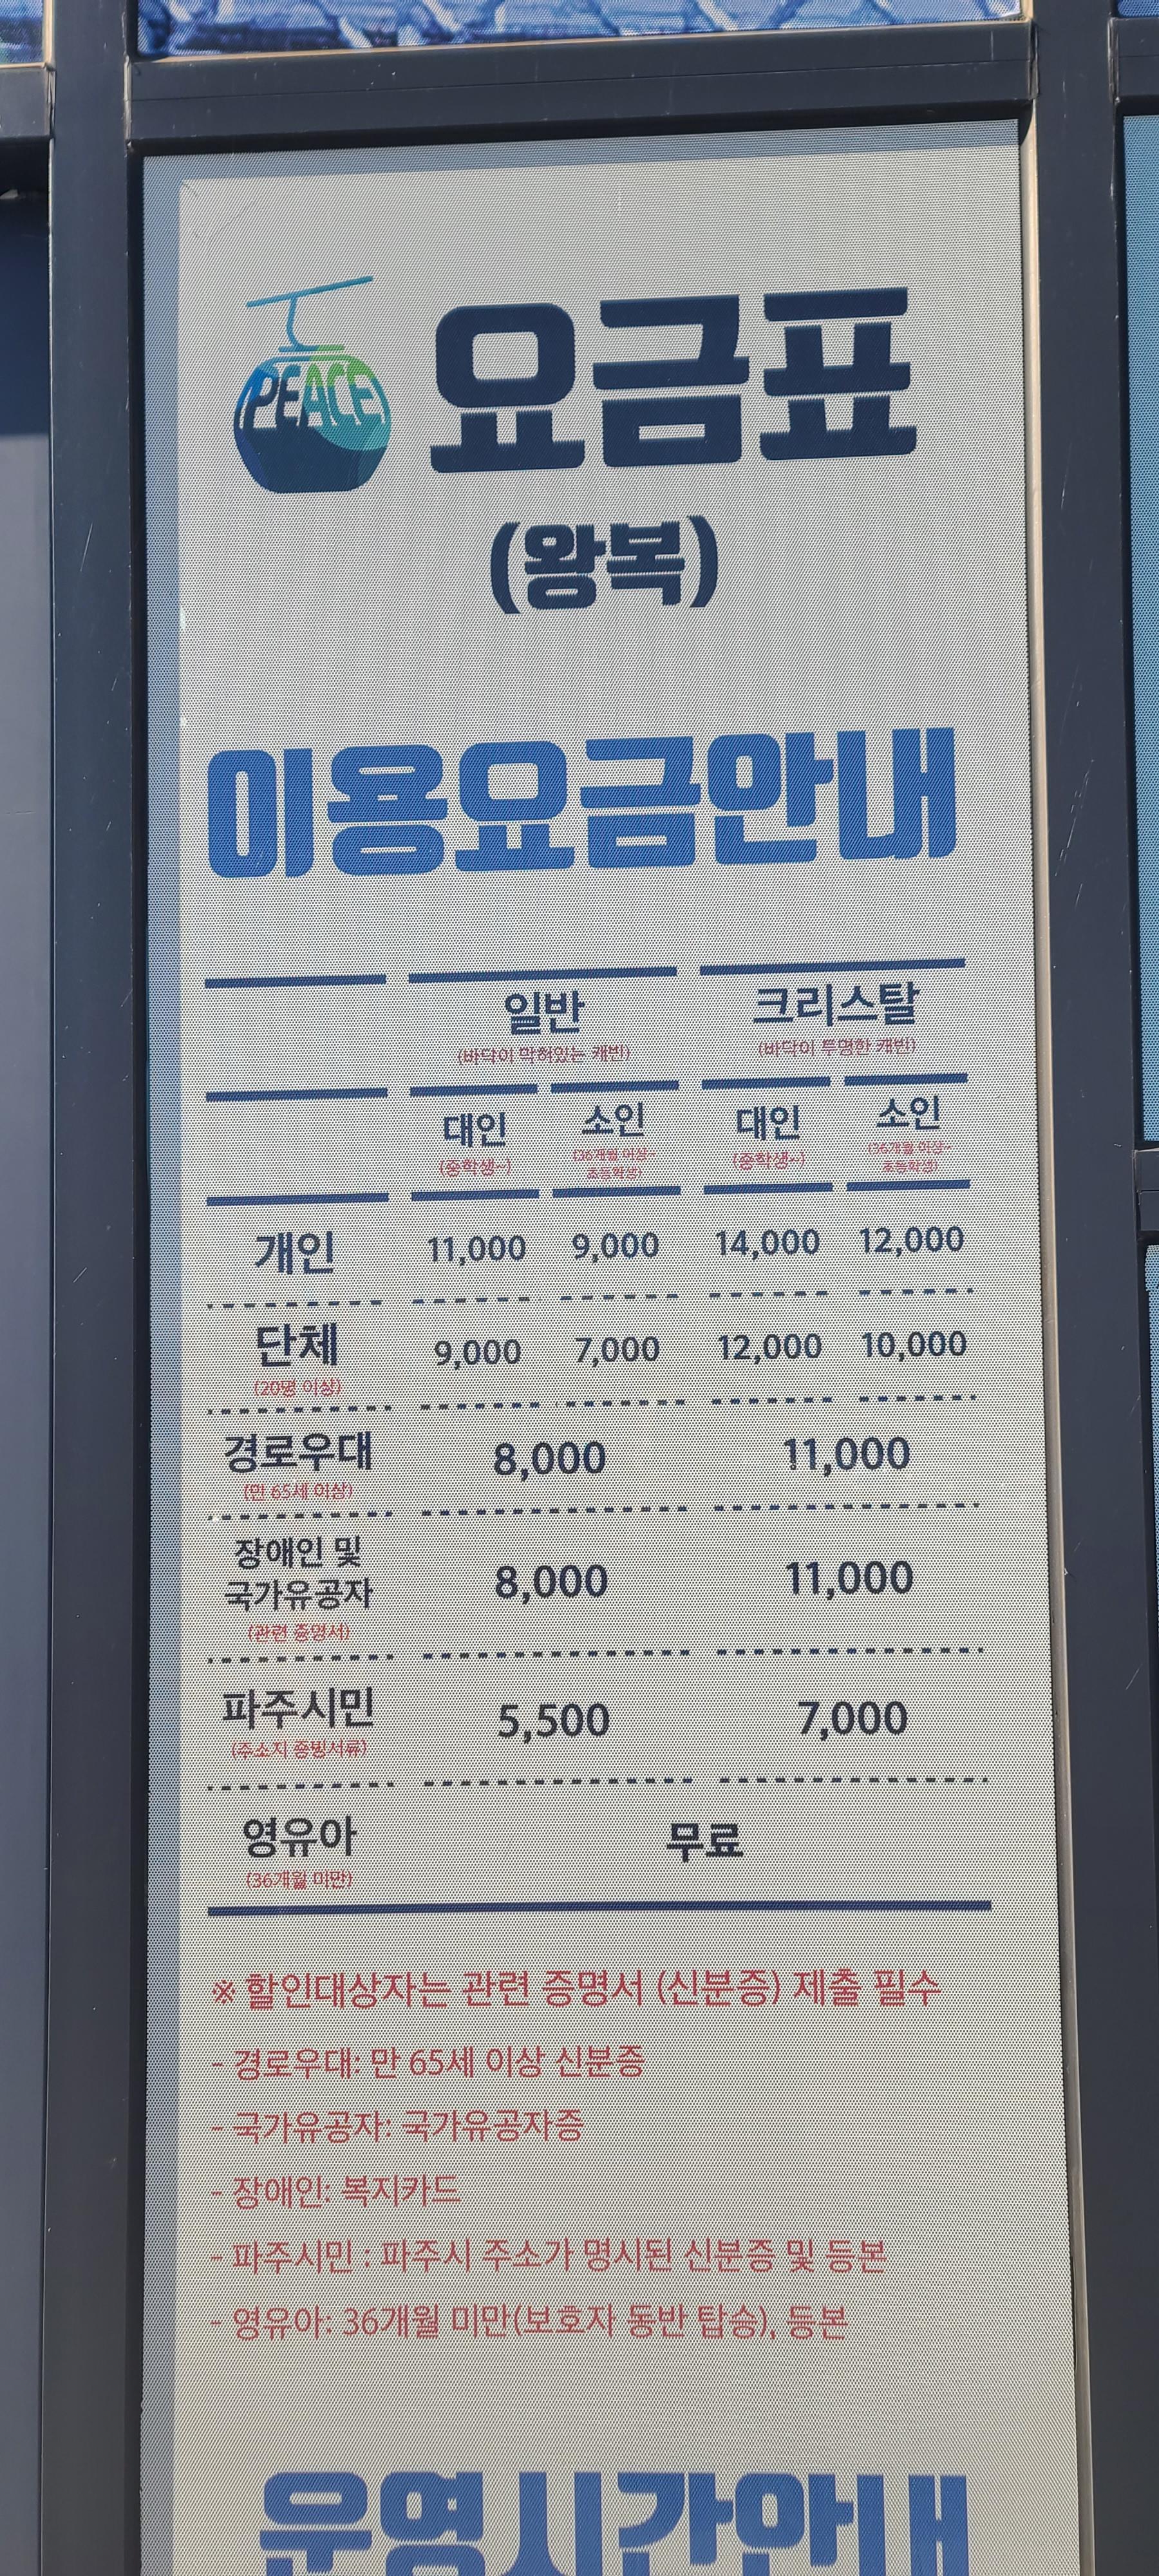 PEACE
요금표
(왕복)
이용요금안내
일반 크리스탈
(바닥이 막혀있는 캐빈) (바닥이 투명한 캐빈)
대인 소인 대인 소인
(중학생~) (36개월 이상~ (중학생~) (36개월 이상~
초등학생) 초등학생)
개인 11,000 9,000 14,000 12,000
단체 9,000 7,000 12,000 10,000
(20명 이상)
경로우대 8,000 11,000
(만 65세 이상)
장애인 및
국가유공자 8,000 11,000
(관련 증명서)
파주시민 5,500 7,000
(주소지 증빙서류)
영유아 무료
(36개월 미만)
※ 할인대상자는 관련 증명서 (신분증) 제출 필수
- 경로우대: 만 65세 이상 신분증
- 국가유공자: 국가유공자증
- 장애인: 복지카드
- 파주시민 : 파주시 주소가 명시된 신분증 및 등본
- 영유아: 36개월 미만(보호자 동반 탑승), 등본
운영시간안내